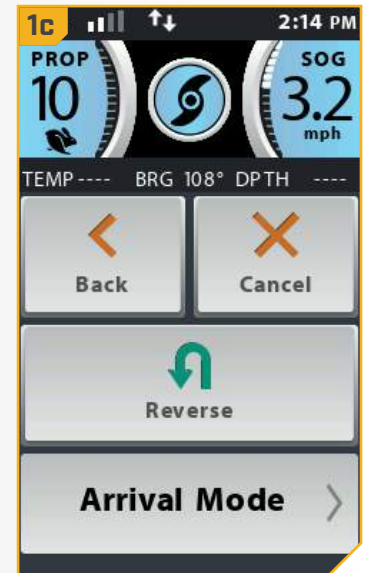 1c 2:14 PM
PROP SOG
10 3.2
mph
TEMP ---- BRG 108° DPTH ----
Back Cancel
Reverse
Arrival Mode